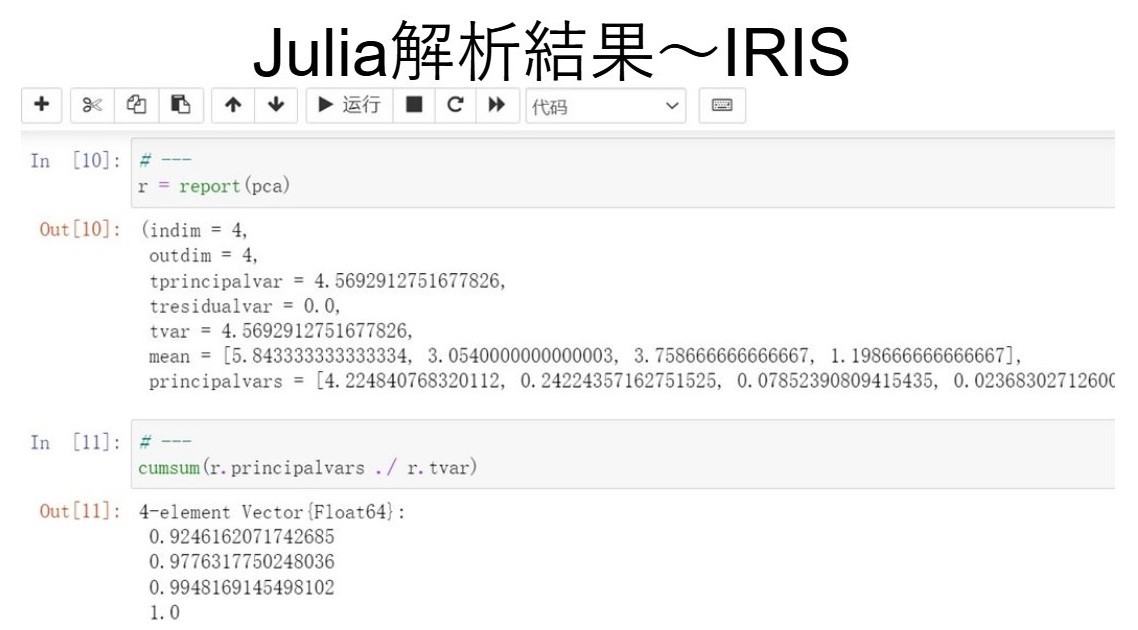 Julia解析結果～IRIS
运行 代码
In [10]: # ---
r = report(pca)
Out[10]: (indim = 4,
outdim = 4,
tprincipalvar = 4.5692912751677826,
tresidualvar = 0.0,
tvar = 4.5692912751677826,
mean = [5.843333333333334, 3.0540000000000003, 3.758666666666667, 1.198666666666667],
principalvars = [4.224840768320112, 0.24224357162751525, 0.07852390809415435, 0.0236830271260
In [11]: # ---
cumsum(r.principalvars ./ r.tvar)
Out[11]: 4-element Vector{Float64}:
0.9246162071742685
0.9776317750248036
0.9948169145498102
1.0